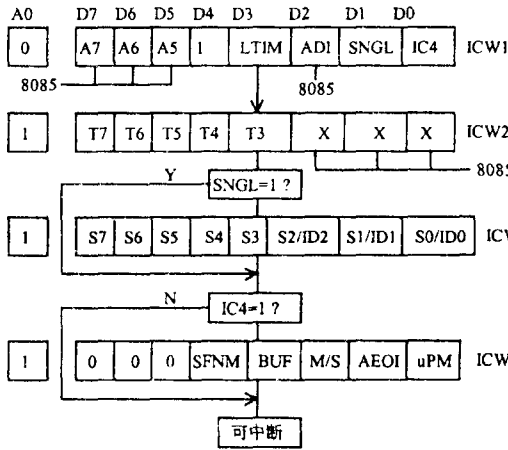 A0 D7 D6 D5 D4 D3 D2 D1 D0
0 A7 A6 A5 1 LTIM ADI SNGL IC4 ICW1
8085 8085
1 T7 T6 T5 T4 T3 X X X ICW2
8085
Y SNGL=1?
1 S7 S6 S5 S4 S3 S2/ID2 S1/ID1 S0/ID0 ICW
N IC4=1?
1 0 0 0 SFNM BUF M/S AEOI uPM ICW
可中断